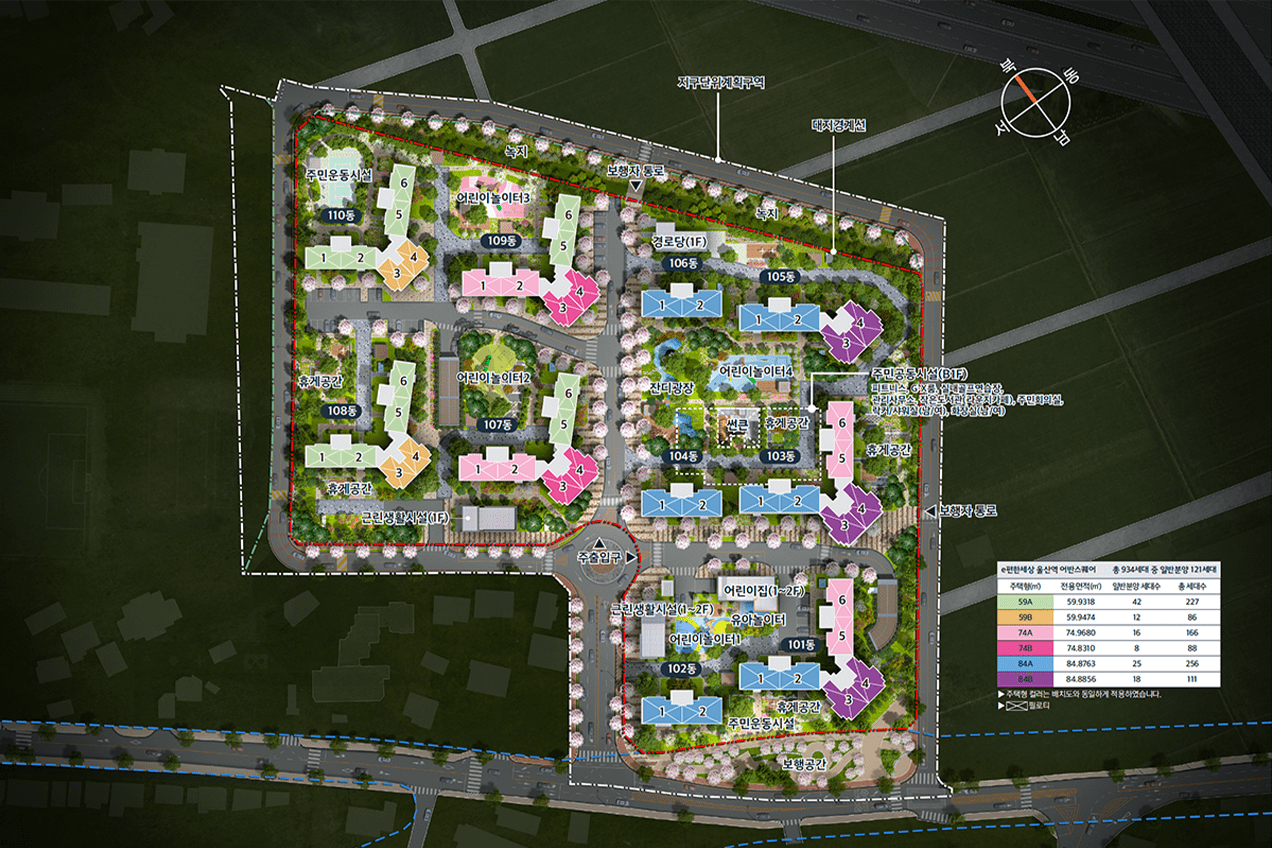 지구단위계획구역
북
동
서
남
대지경계선
녹지
보행자 통로
녹지
주민운동시설
110동
6
5
1 2
4
3
어린이놀이터3
109동
6
5
1 2
4
3
경로당(1F)
106동
1 2
105동
1 2
4
3
휴게공간
108동
6
5
1 2
4
3
휴게공간
어린이놀이터2
107동
6
5
1 2
4
3
근린생활시설(1F)
잔디광장
어린이놀이터4
주민공동시설(B1F)
피트니스, G·X룸, 실내골프연습장,
관리사무소, 작은도서관(라운지카페), 주민회의실,
락커/샤워실(남/여), 화장실(남/여)
썬큰
휴게공간
104동
1 2
103동
1 2
6
5
4
3
휴게공간
보행자 통로
주출입구
어린이집(1~2F)
근린생활시설(1~2F)
유아놀이터
어린이놀이터1
102동
1 2
101동
1 2
6
5
4
3
휴게공간
주민운동시설
보행공간
e편한세상 울산역 어반스퀘어 총 934세대 중 일반분양 121세대
주택형(㎡) 전용면적(㎡) 일반분양 세대수 총 세대수
59A 59.9318 42 227
59B 59.9474 12 86
74A 74.9680 16 166
74B 74.8310 8 88
84A 84.8763 25 256
84B 84.8856 18 111
▶주택형 컬러는 배치도와 동일하게 적용하였습니다.
▶필로티